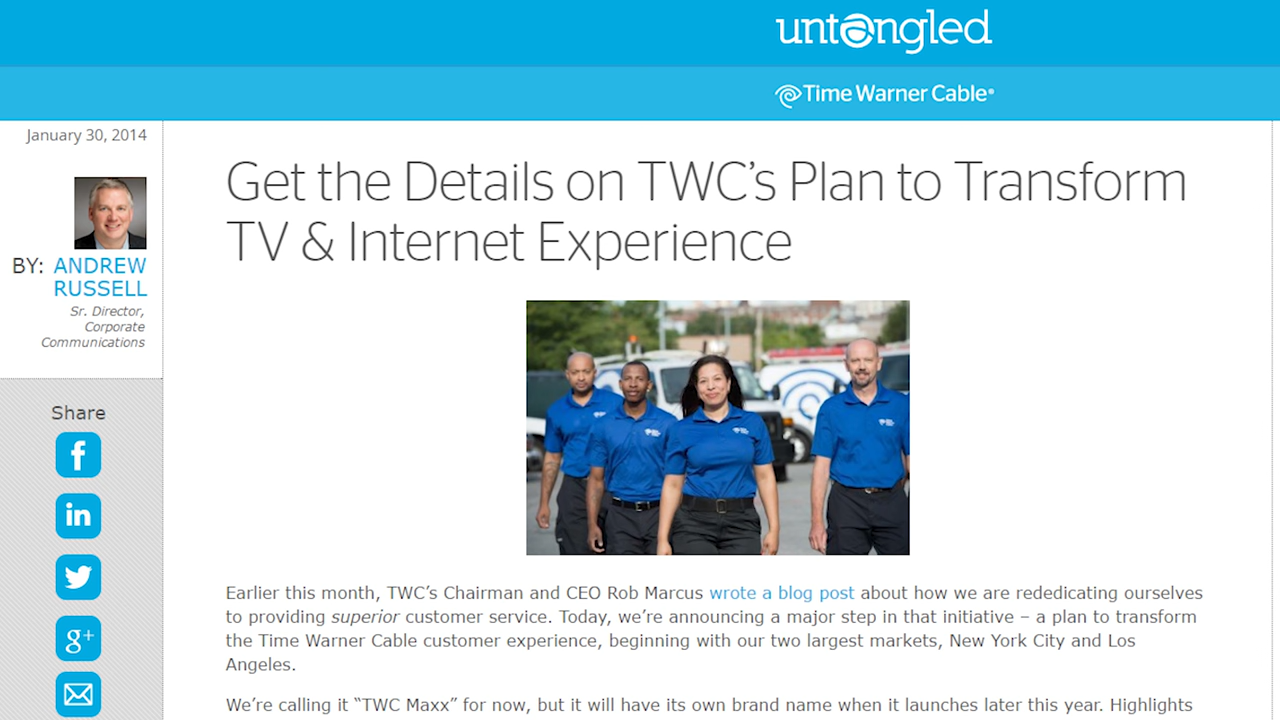 untangled
Time Warner Cable®
January 30, 2014
BY: ANDREW
RUSSELL
Sr. Director,
Corporate
Communications
Share
f
in
g+
Get the Details on TWC’s Plan to Transform
TV & Internet Experience
Earlier this month, TWC’s Chairman and CEO Rob Marcus wrote a blog post about how we are rededicating ourselves
to providing superior customer service. Today, we’re announcing a major step in that initiative – a plan to transform
the Time Warner Cable customer experience, beginning with our two largest markets, New York City and Los
Angeles.
We’re calling it “TWC Maxx” for now, but it will have its own brand name when it launches later this year. Highlights